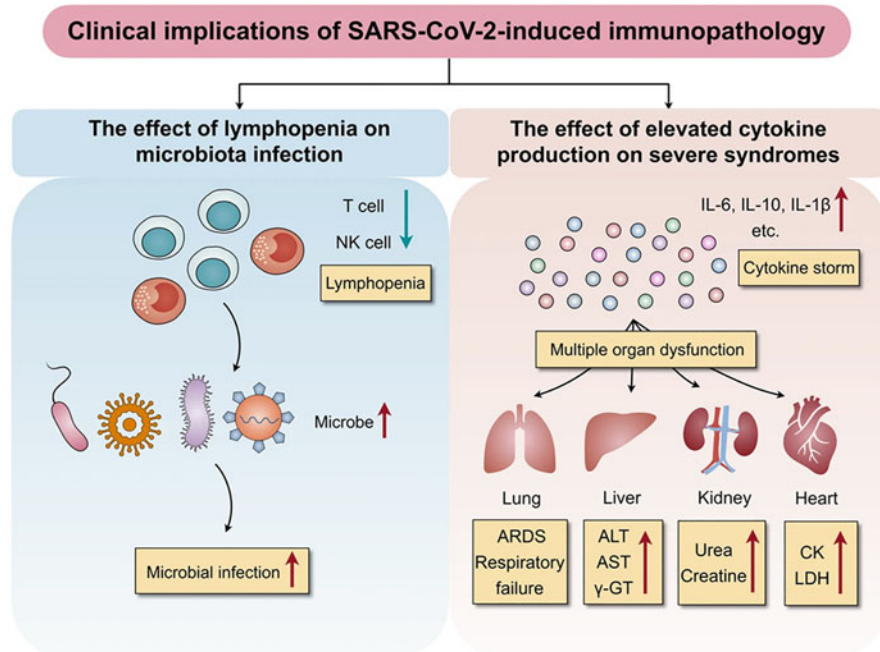 Clinical implications of SARS-CoV-2-induced immunopathology
The effect of lymphopenia on
microbiota infection
T cell
NK cell
Lymphopenia
Microbe
Microbial infection
The effect of elevated cytokine
production on severe syndromes
IL-6, IL-10, IL-1β
etc.
Cytokine storm
Multiple organ dysfunction
Lung
Liver
Kidney
Heart
ARDS
Respiratory
failure
ALT
AST
γ-GT
Urea
Creatine
CK
LDH